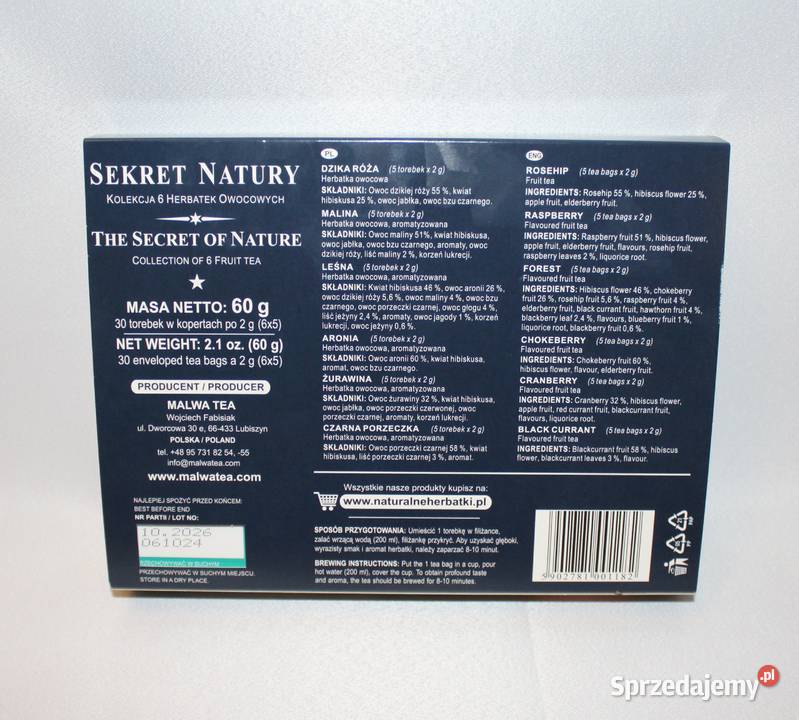 SEKRET NATURY
KOLEKCJA 6 HERBATEK OWOCOWYCH
THE SECRET OF NATURE
COLLECTION OF 6 FRUIT TEA
MASA NETTO: 60 g
30 torebek w kopertach po 2 g (6x5)
NET WEIGHT: 2.1 oz. (60 g)
30 enveloped tea bags a 2 g (6x5)
PRODUCENT / PRODUCER
MALWA TEA
Wojciech Fabisiak
ul. Dworcowa 30 e, 66-433 Lubiszyn
POLSKA / POLAND
tel. +48 95 731 82 54, -55
info@malwatea.com
www.malwatea.com
NAJLEPIEJ SPOŻYĆ PRZED KOŃCEM:
BEST BEFORE END
NR PARTII / LOT NO:
10.2026
061024
PRZECHOWYWAĆ W SUCHYM MIEJSCU.
STORE IN A DRY PLACE.
PL
DZIKA RÓŻA (5 torebek x 2 g)
Herbatka owocowa
SKŁADNIKI: Owoc dzikiej róży 55 %, kwiat
hibiskusa 25 %, owoc jabłka, owoc bzu czarnego.
MALINA (5 torebek x 2 g)
Herbatka owocowa, aromatyzowana
SKŁADNIKI: Owoc maliny 51%, kwiat hibiskusa,
owoc jabłka, owoc bzu czarnego, aromaty, owoc
dzikiej róży, liść maliny 2 %, korzeń lukrecji.
LEŚNA (5 torebek x 2 g)
Herbatka owocowa, aromatyzowana
SKŁADNIKI: Kwiat hibiskusa 46 %, owoc aronii 26 %,
owoc dzikiej róży 5,6 %, owoc maliny 4 %, owoc bzu
czarnego, owoc porzeczki czarnej, owoc głogu 4 %,
liść jeżyny 2,4 %, aromaty, owoc jagody 1 %, korzeń
lukrecji, owoc jeżyny 0,6 %.
ARONIA (5 torebek x 2 g)
Herbatka owocowa, aromatyzowana
SKŁADNIKI: Owoc aronii 60 %, kwiat hibiskusa,
aromat, owoc bzu czarnego.
ŻURAWINA (5 torebek x 2 g)
Herbatka owocowa, aromatyzowana
SKŁADNIKI: Owoc żurawiny 32 %, kwiat hibiskusa,
owoc jabłka, owoc porzeczki czerwonej, owoc
porzeczki czarnej, aromaty, korzeń lukrecji.
CZARNA PORZECZKA (5 torebek x 2 g)
Herbatka owocowa, aromatyzowana
SKŁADNIKI: Owoc porzeczki czarnej 58 %, kwiat
hibiskusa, liść porzeczki czarnej 3 %, aromat.
ENG
ROSEHIP (5 tea bags x 2 g)
Fruit tea
INGREDIENTS: Rosehip 55 %, hibiscus flower 25 %,
apple fruit, elderberry fruit.
RASPBERRY (5 tea bags x 2 g)
Flavoured fruit tea
INGREDIENTS: Raspberry fruit 51 %, hibiscus flower,
apple fruit, elderberry fruit, flavours, rosehip fruit,
raspberry leaves 2 %, liquorice root.
FOREST (5 tea bags x 2 g)
Flavoured fruit tea
INGREDIENTS: Hibiscus flower 46 %, chokeberry
fruit 26 %, rosehip fruit 5,6 %, raspberry fruit 4 %,
elderberry fruit, black currant fruit, hawthorn fruit 4 %,
blackberry leaf 2,4 %, flavours, blueberry fruit 1 %,
liquorice root, blackberry fruit 0,6 %.
CHOKEBERRY (5 tea bags x 2 g)
Flavoured fruit tea
INGREDIENTS: Chokeberry fruit 60 %,
hibiscus flower, flavour, elderberry fruit.
CRANBERRY (5 tea bags x 2 g)
Flavoured fruit tea
INGREDIENTS: Cranberry 32 %, hibiscus flower,
apple fruit, red currant fruit, blackcurrant fruit,
flavours, liquorice root.
BLACK CURRANT (5 tea bags x 2 g)
Flavoured fruit tea
INGREDIENTS: Blackcurrant fruit 58 %, hibiscus
flower, blackcurrant leaves 3 %, flavour.
Wszystkie nasze produkty kupisz na:
www.naturalneherbatki.pl
SPOSÓB PRZYGOTOWANIA: Umieścić 1 torebkę w filiżance,
zalać wrzącą wodą (200 ml), filiżankę przykryć. Aby uzyskać głęboki,
wyrazisty smak i aromat herbatki, należy zaparzać 8-10 minut.
BREWING INSTRUCTIONS: Put the 1 tea bag in a cup, pour
hot water (200 ml), cover the cup. To obtain profound taste
and aroma, the tea should be brewed for 8-10 minutes.
5902781001182
21
PAP
Sprzedajemy.pl